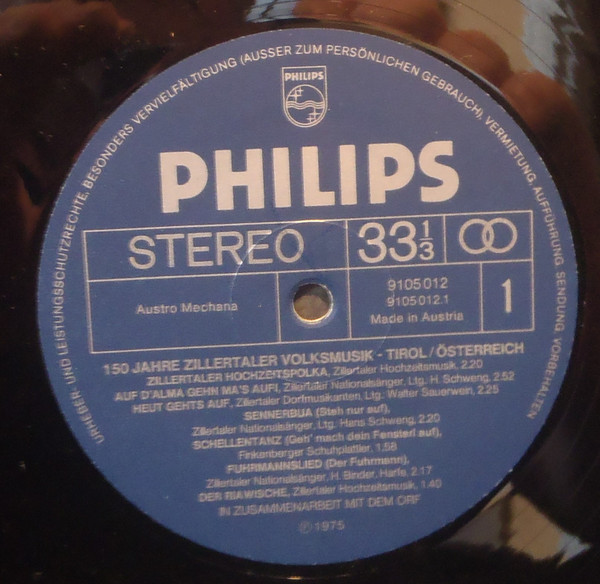 URHEBER- UND LEISTUNGSSCHUTZRECHTE, BESONDERS VERVIELFÄLTIGUNG (AUSSER ZUM PERSÖNLICHEN GEBRAUCH), VERMIETUNG, AUFFÜHRUNG, SENDUNG VORBEHALTEN
PHILIPS
PHILIPS
STEREO 33 1/3
Austro Mechana
9105 012
9105 012.1
Made in Austria
1
150 JAHRE ZILLERTALER VOLKSMUSIK - TIROL/ÖSTERREICH
ZILLERTALER HOCHZEITSPOLKA, Zillertaler Hochzeitsmusik, 2.20
AUF D'ALMA GEHN MA'S AUFI, Zillertaler Nationalsänger, Ltg. H. Schweng, 2.52
HEUT GEHTS AUF, Zillertaler Dorfmusikanten, Ltg. Walter Sauerwein, 2.25
SENNERBUA (Steh nur auf),
Zillertaler Nationalsänger, Ltg. Hans Schweng, 2.20
SCHELLENTANZ (Geh' mach dein Fensterl auf),
Finkenberger Schuhplattler, 1.58
FUHRMANNSLIED (Der Fuhrmann),
Zillertaler Nationalsänger, H. Binder, Harfe, 2.17
DER RIAWISCHE, Zillertaler Hochzeitsmusik, 1.40
IN ZUSAMMENARBEIT MIT DEM ORF
Ⓟ 1975